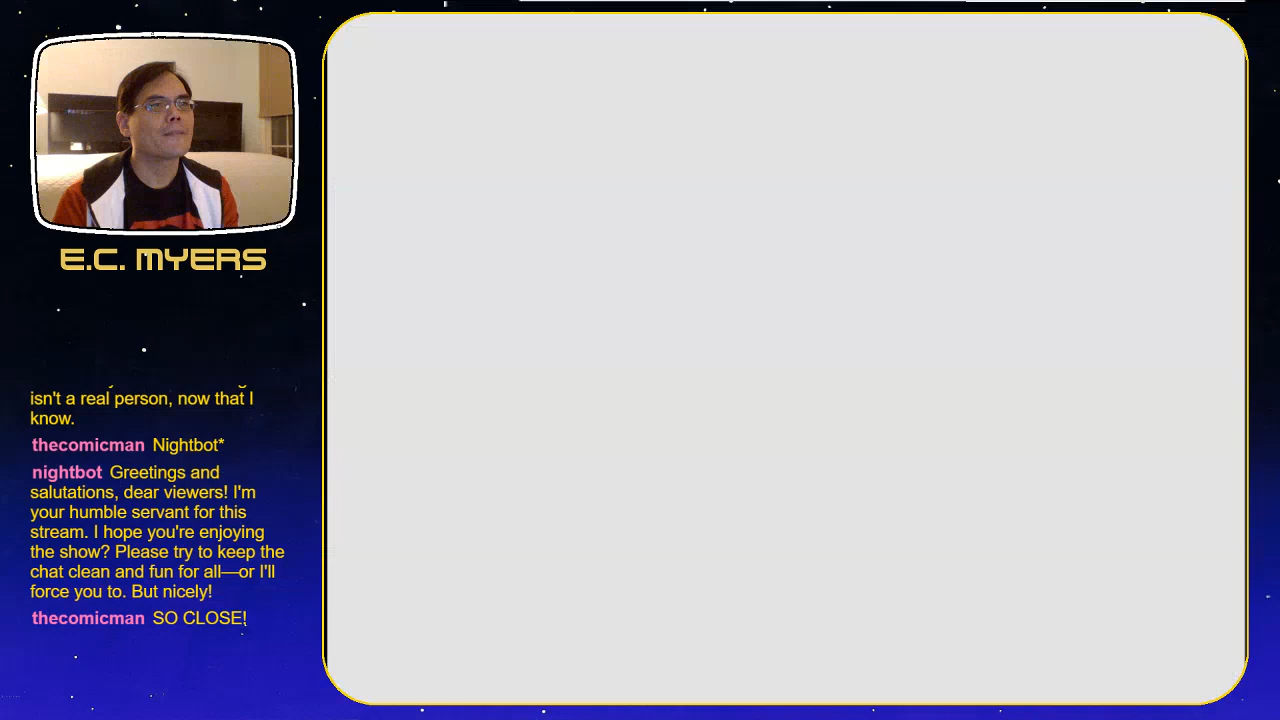 E.C. MYERS
isn't a real person, now that I
know.
thecomicman Nightbot*
nightbot Greetings and
salutations, dear viewers! I'm
your humble servant for this
stream. I hope you're enjoying
the show? Please try to keep the
chat clean and fun for all—or I'll
force you to. But nicely!
thecomicman SO CLOSE!